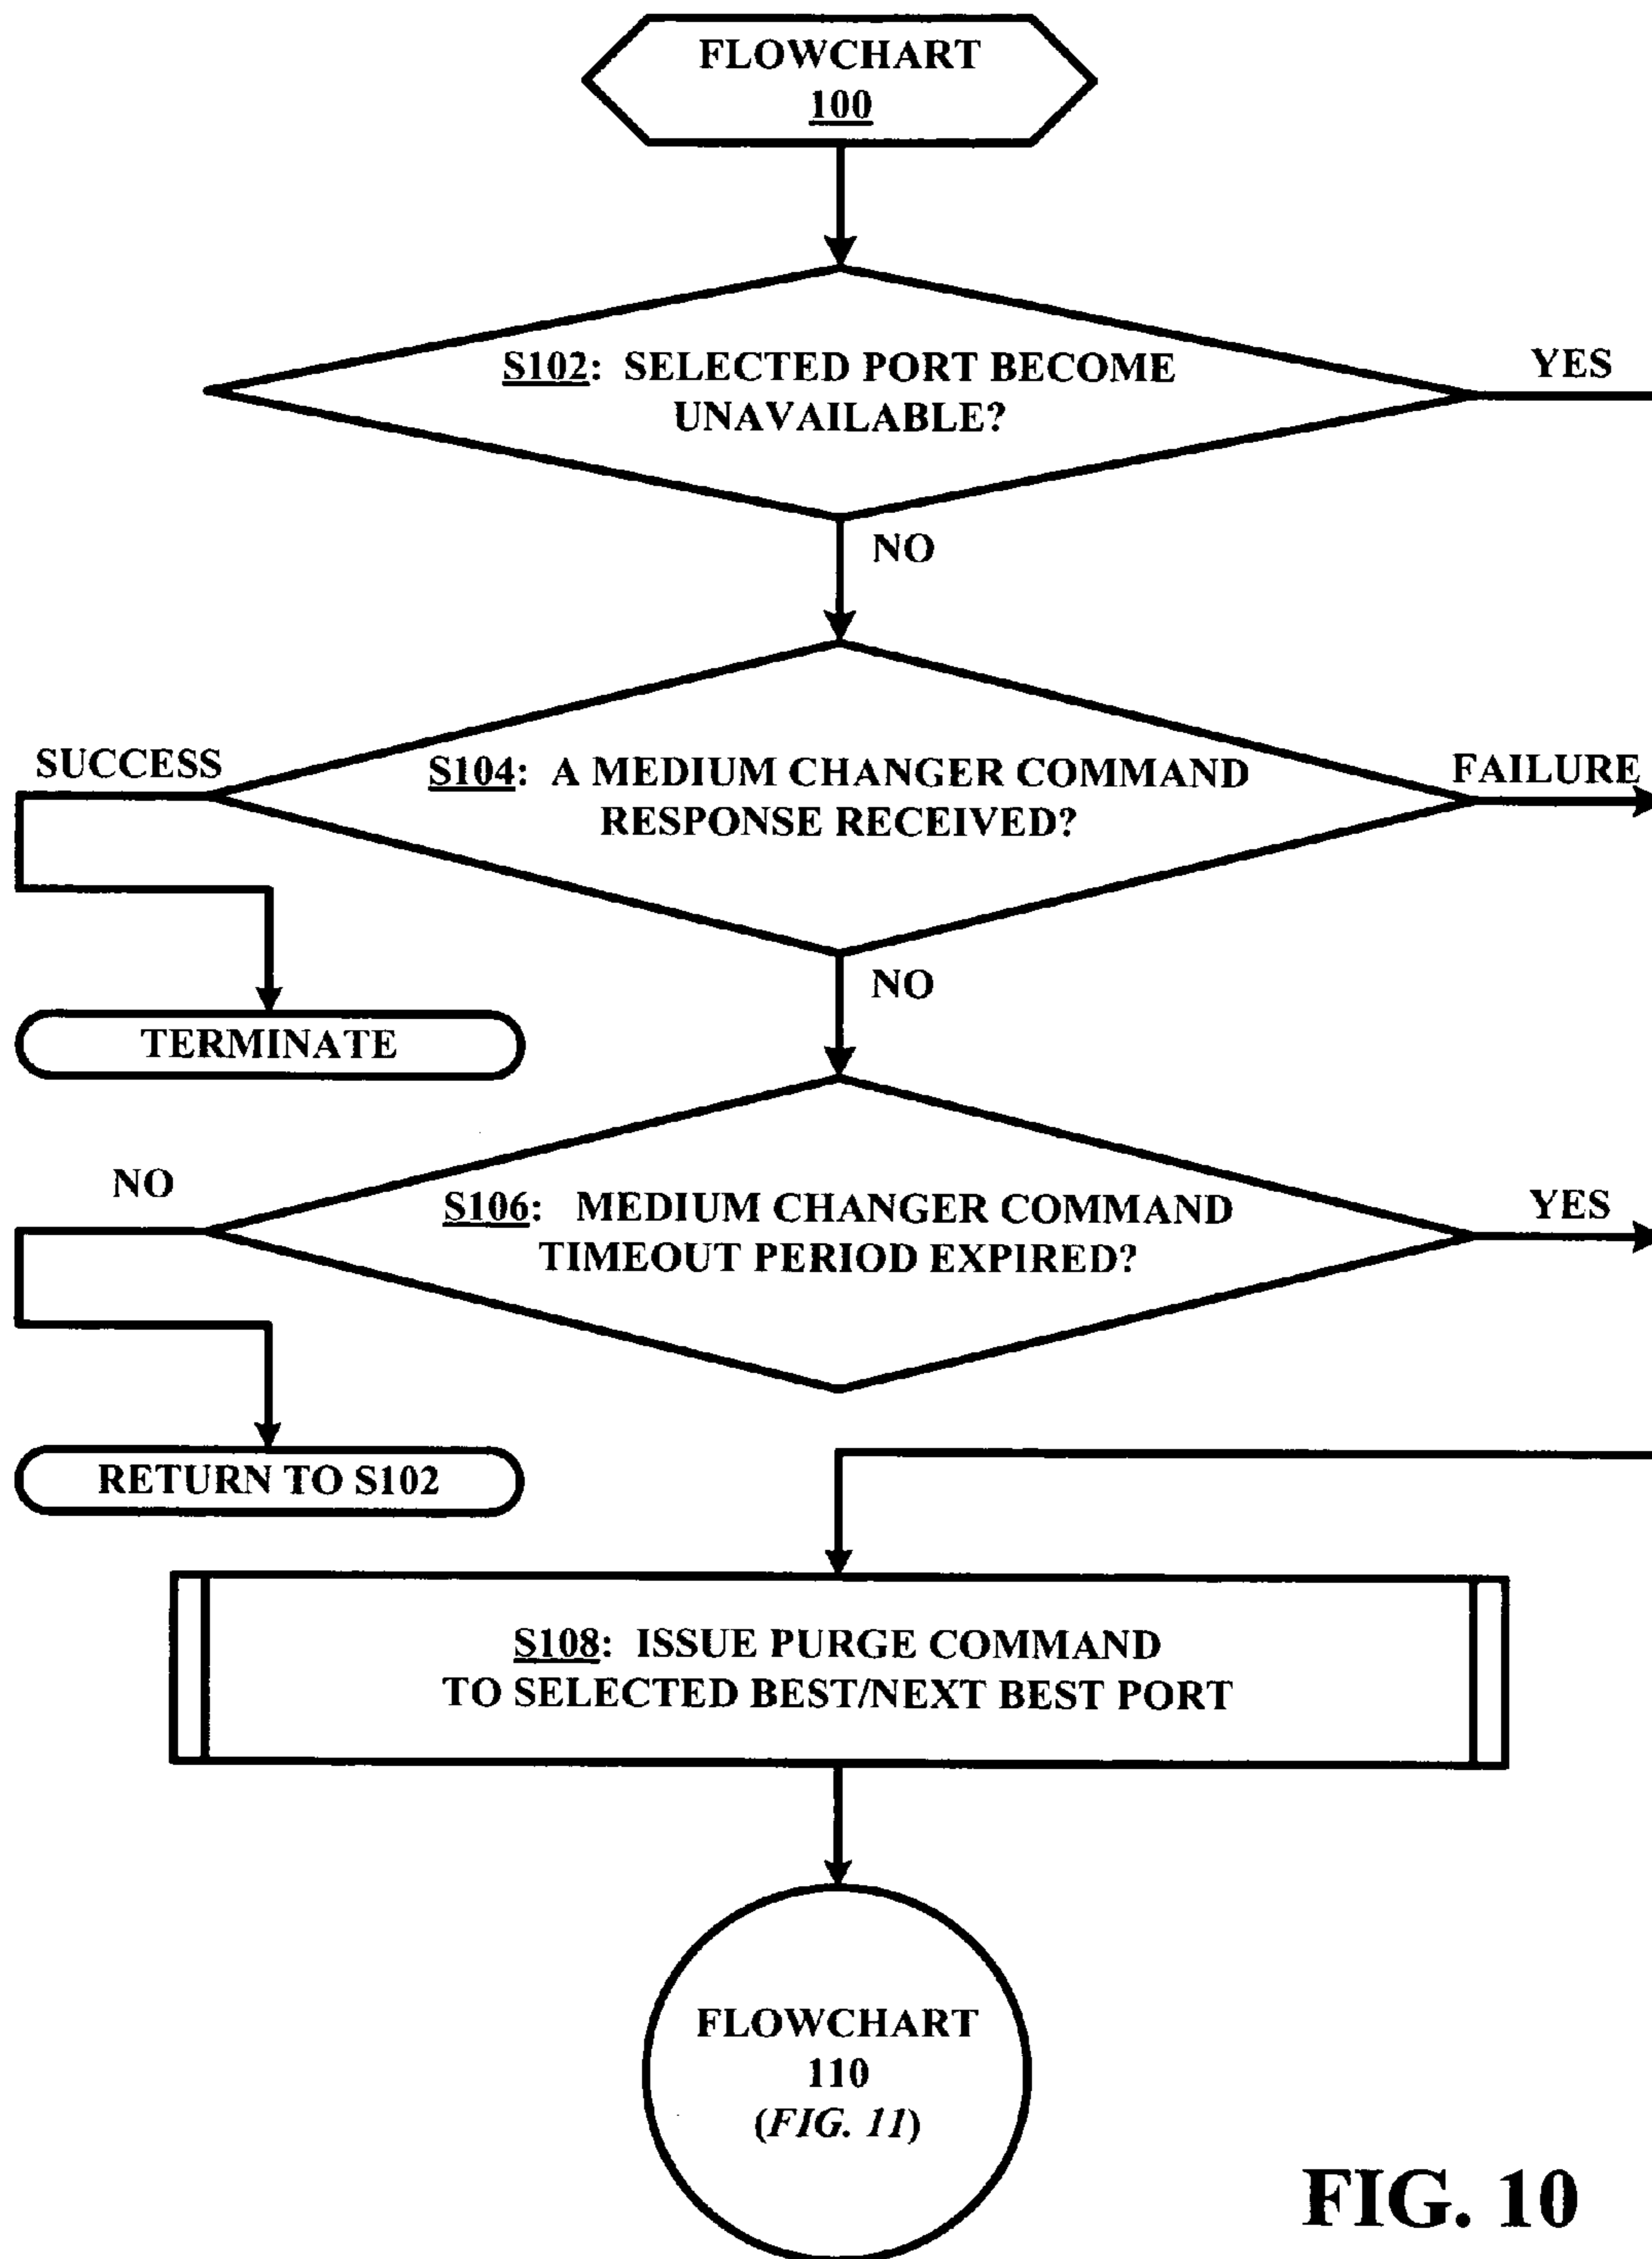 FLOWCHART
100
S102: SELECTED PORT BECOME
UNAVAILABLE?
YES
NO
SUCCESS
S104: A MEDIUM CHANGER COMMAND
RESPONSE RECEIVED?
FAILURE
NO
TERMINATE
NO
S106: MEDIUM CHANGER COMMAND
TIMEOUT PERIOD EXPIRED?
YES
RETURN TO S102
S108: ISSUE PURGE COMMAND
TO SELECTED BEST/NEXT BEST PORT
FLOWCHART
110
(FIG. 11)
FIG. 10